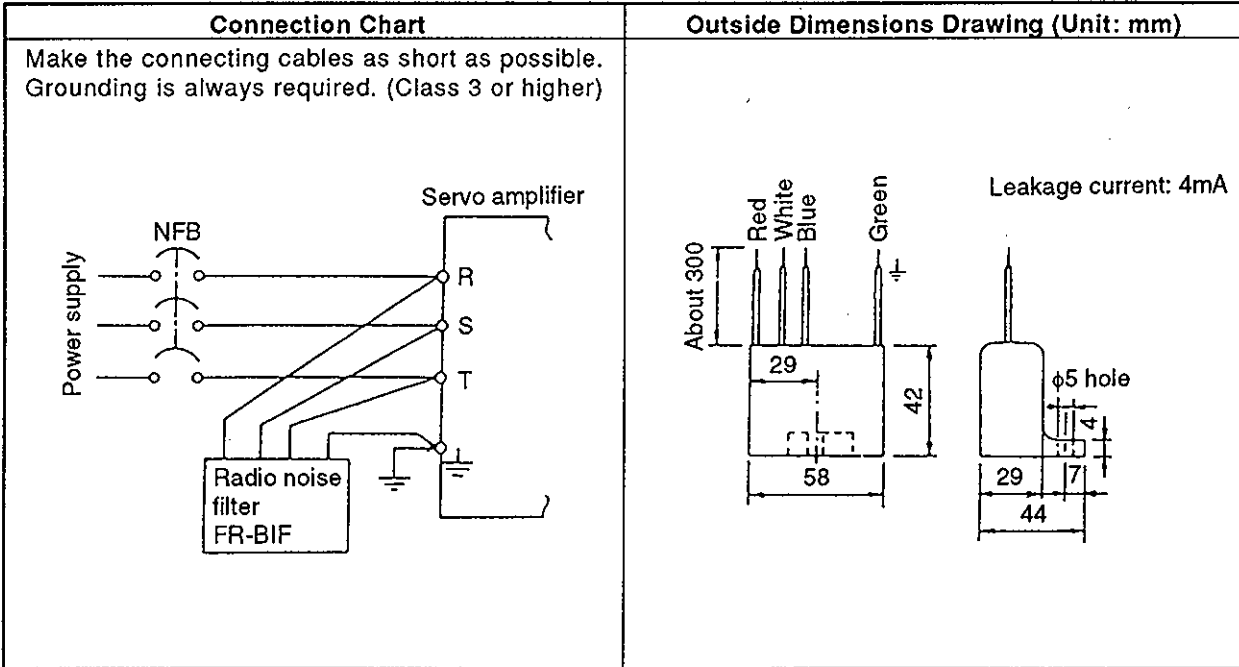 Connection Chart
Outside Dimensions Drawing (Unit: mm)
Make the connecting cables as short as possible.
Grounding is always required. (Class 3 or higher)
Servo amplifier
NFB
Power supply
R
S
T
Radio noise
filter
FR-BIF
Leakage current: 4mA
Red
White
Blue
Green
About 300
29
42
58
φ5 hole
4
29
7
44